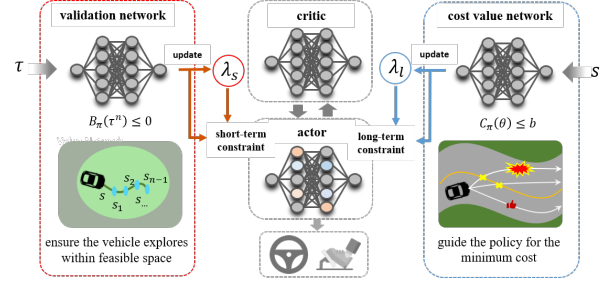 validation network
critic
cost value network
update
update
τ
λs
λl
s
Bπ(τⁿ) ≤ 0
Cπ(θ) ≤ b
short-term
constraint
actor
long-term
constraint
s s1 s2 s... sn−1
ensure the vehicle explores
within feasible space
guide the policy for the
minimum cost